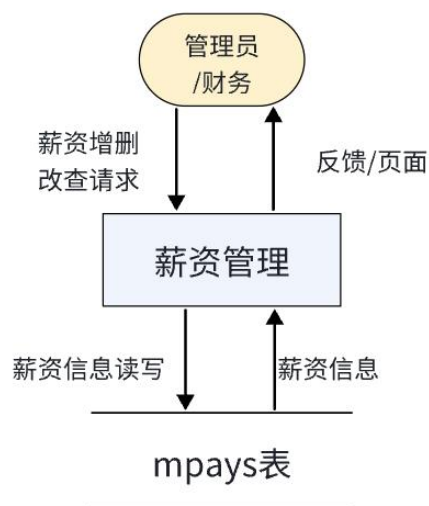 管理员
/财务
薪资增删
改查请求
反馈/页面
薪资管理
薪资信息读写
薪资信息
mpays表